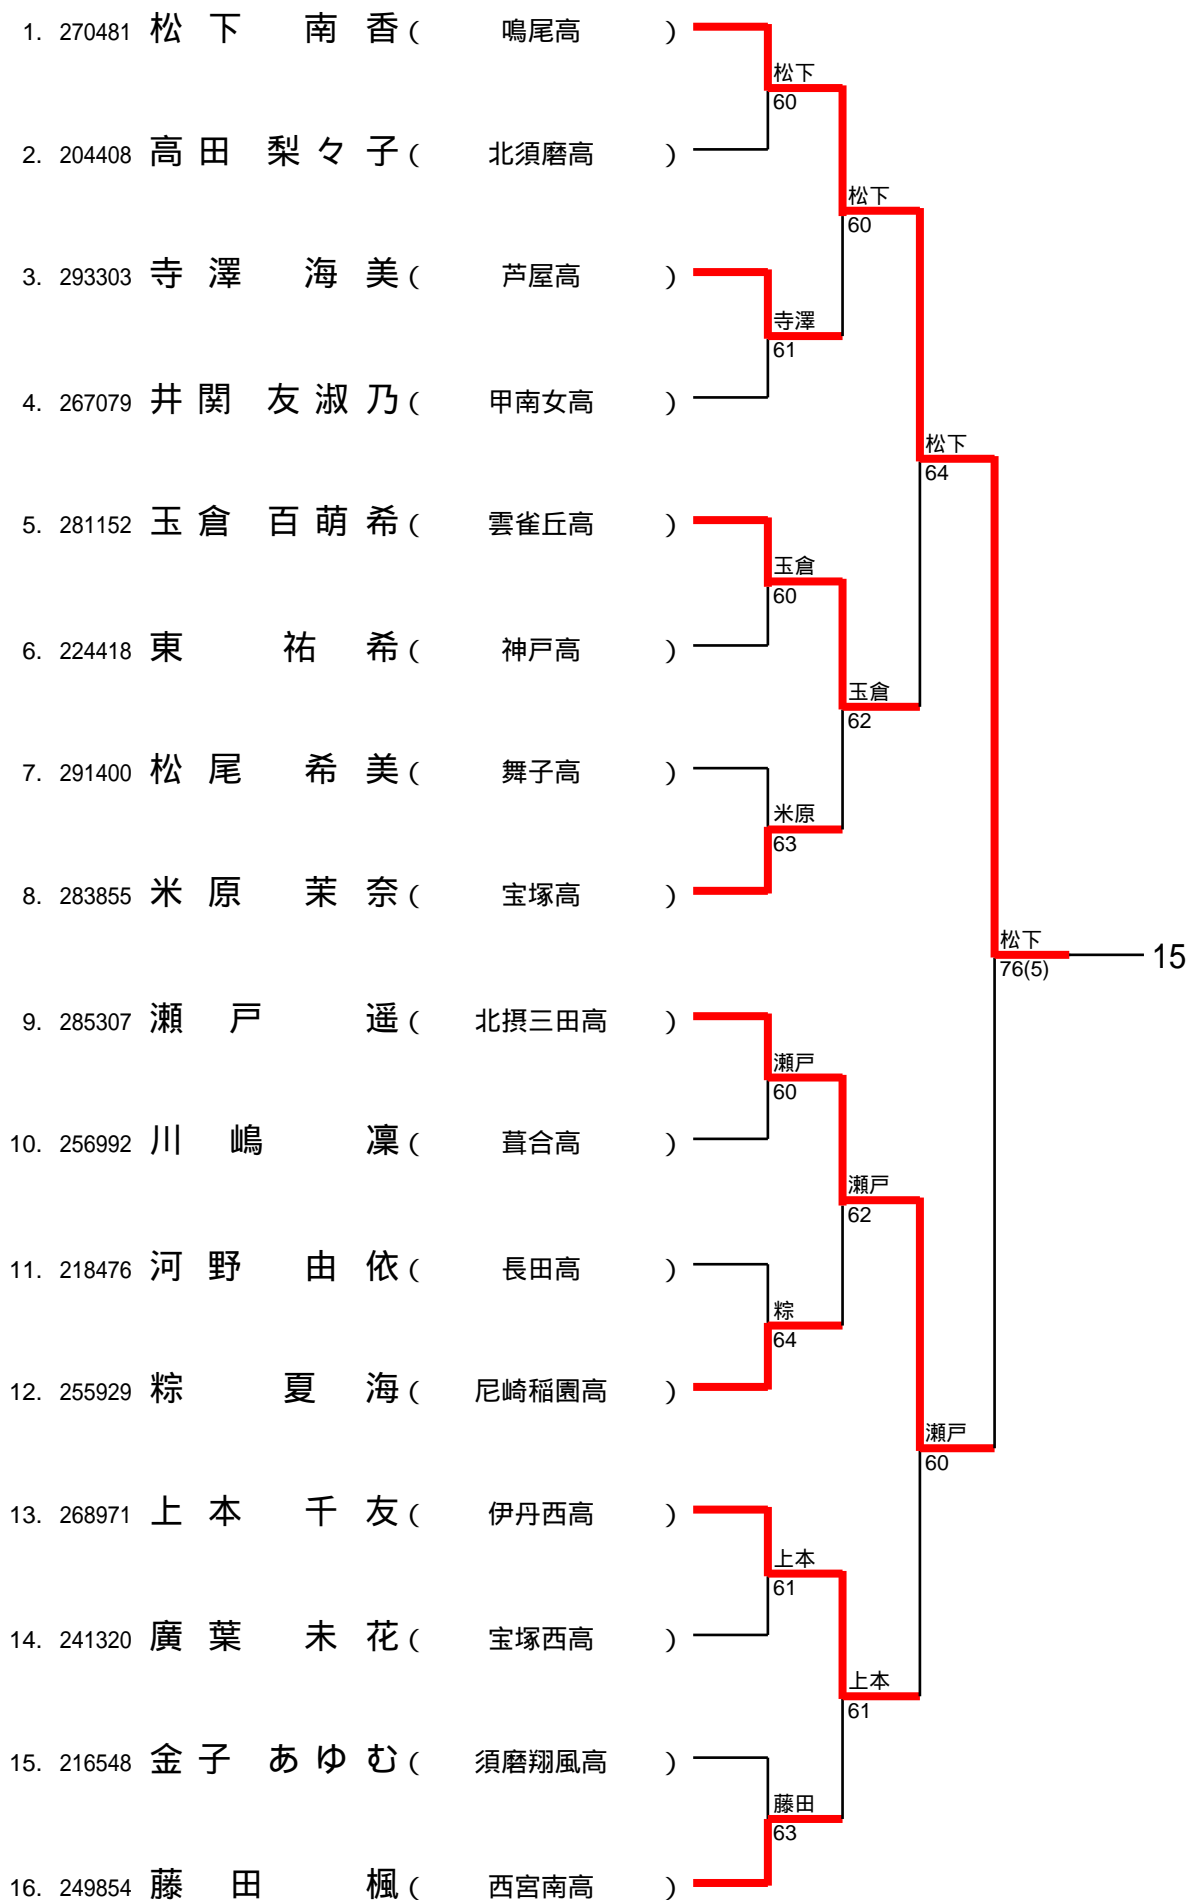 1. 270481 松下 南香 ( 鳴尾高 )
松下
60
2. 204408 高田 梨々子 ( 北須磨高 )
松下
60
3. 293303 寺澤 海美 ( 芦屋高 )
寺澤
61
4. 267079 井関 友淑乃 ( 甲南女高 )
松下
64
5. 281152 玉倉 百萌希 ( 雲雀丘高 )
玉倉
60
6. 224418 東 祐希 ( 神戸高 )
玉倉
62
7. 291400 松尾 希美 ( 舞子高 )
米原
63
8. 283855 米原 茉奈 ( 宝塚高 )
松下
76(5)
15
9. 285307 瀬戸 遥 ( 北摂三田高 )
瀬戸
60
10. 256992 川嶋 凜 ( 葺合高 )
瀬戸
62
11. 218476 河野 由依 ( 長田高 )
粽
64
12. 255929 粽 夏海 ( 尼崎稲園高 )
瀬戸
60
13. 268971 上本 千友 ( 伊丹西高 )
上本
61
14. 241320 廣葉 未花 ( 宝塚西高 )
上本
61
15. 216548 金子 あゆむ ( 須磨翔風高 )
藤田
63
16. 249854 藤田 楓 ( 西宮南高 )